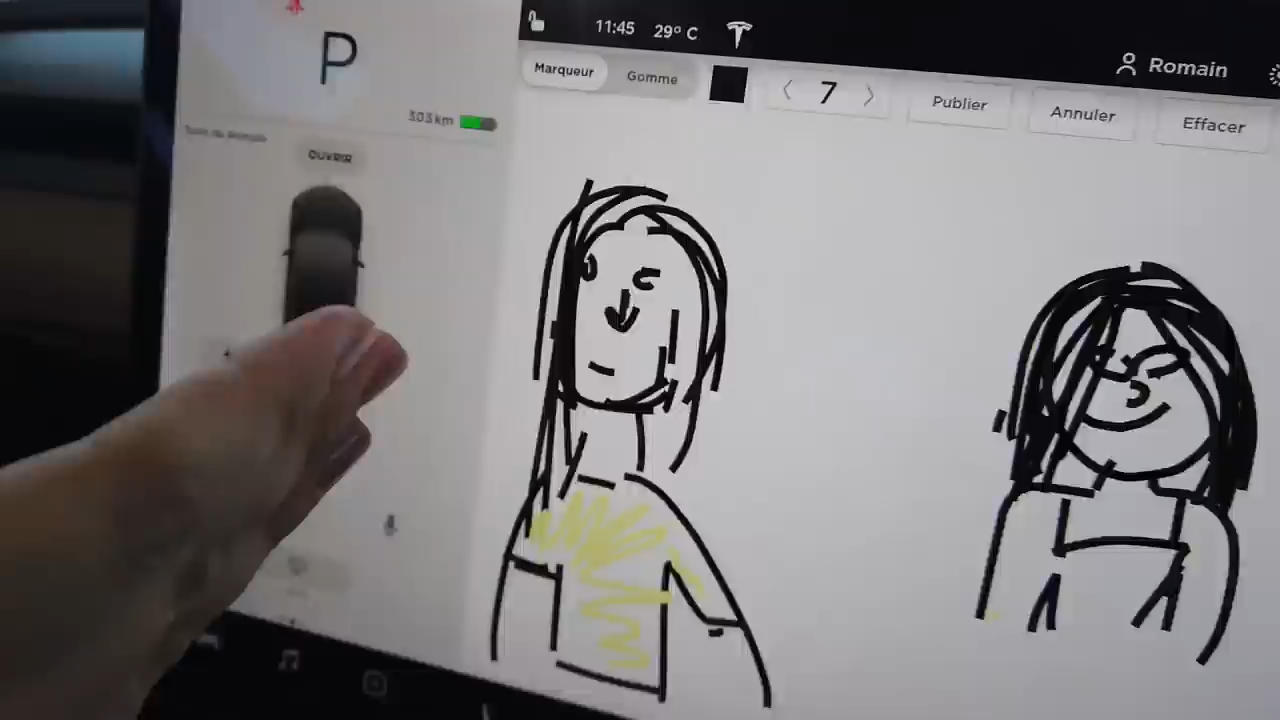 P
303 km
OUVRIR
11:45 29° C
Romain
Marqueur Gomme 7 Publier Annuler Effacer